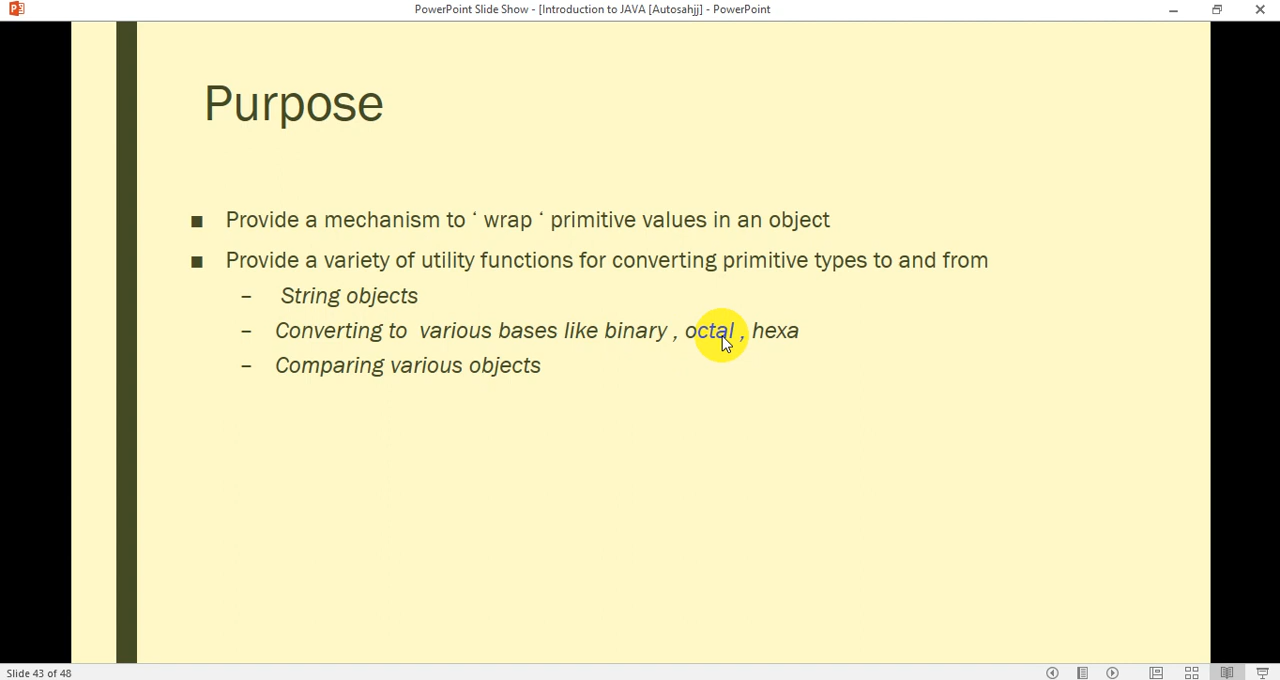 PowerPoint Slide Show - [Introduction to JAVA [Autosahjj] - PowerPoint
Purpose
■ Provide a mechanism to ‘ wrap ‘ primitive values in an object
■ Provide a variety of utility functions for converting primitive types to and from
– String objects
– Converting to various bases like binary , octal , hexa
– Comparing various objects
Slide 43 of 48